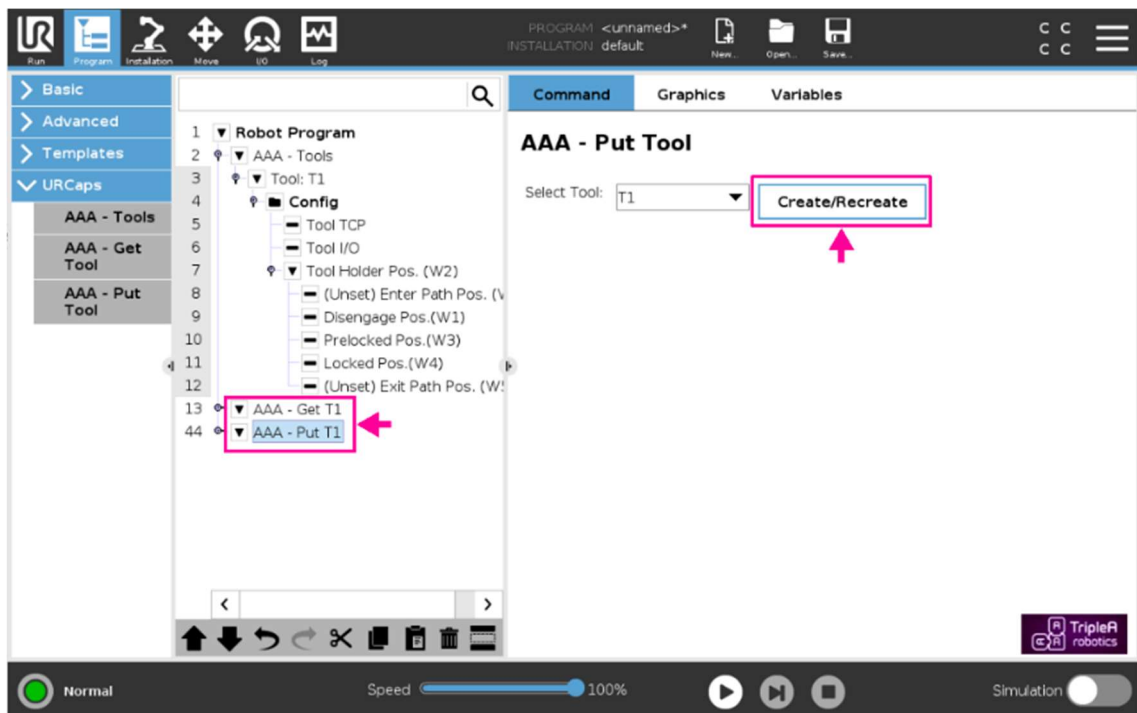 UR
PROGRAM <unnamed>*
INSTALLATION default
Run Program Installation Move I/O Log
New... Open... Save...
C C
C C
Basic
Advanced
Templates
URCaps
AAA - Tools
AAA - Get
Tool
AAA - Put
Tool
1 Robot Program
2 AAA - Tools
3 Tool: T1
4 Config
5 Tool TCP
6 Tool I/O
7 Tool Holder Pos. (W2)
8 (Unset) Enter Path Pos. (
9 Disengage Pos.(W1)
10 Prelocked Pos.(W3)
11 Locked Pos.(W4)
12 (Unset) Exit Path Pos. (W
13 AAA - Get T1
44 AAA - Put T1
Command Graphics Variables
AAA - Put Tool
Select Tool: T1 Create/Recreate
A TripleA
A A robotics
Normal Speed 100% Simulation